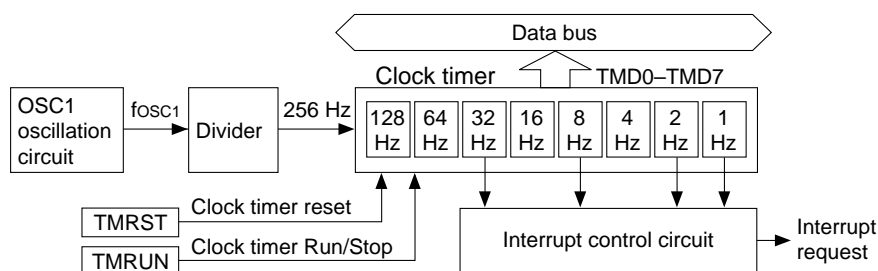 Data bus
Clock timer
TMD0–TMD7
OSC1
oscillation
circuit
fOSC1
Divider
256 Hz
128
Hz
64
Hz
32
Hz
16
Hz
8
Hz
4
Hz
2
Hz
1
Hz
TMRST
Clock timer reset
TMRUN
Clock timer Run/Stop
Interrupt control circuit
Interrupt
request